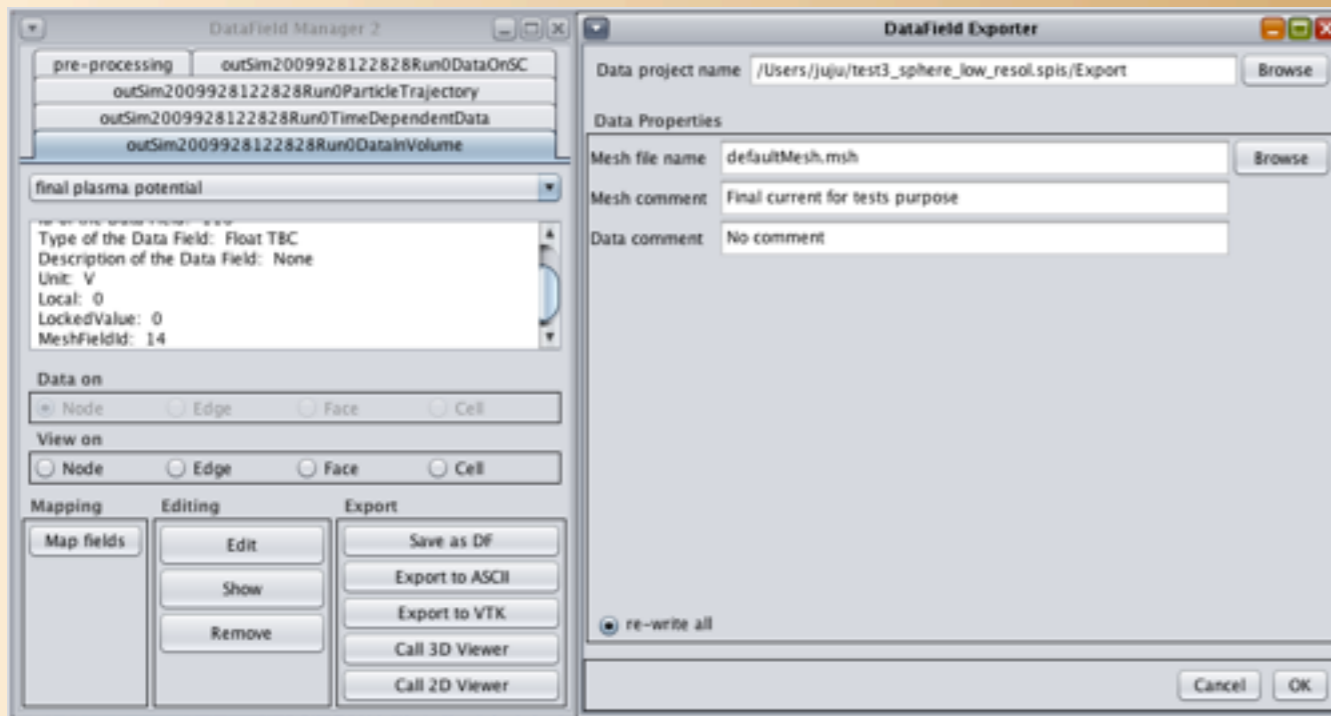 DataField Manager 2
pre-processing
outSim2009928122828Run0DataOnSC
outSim2009928122828Run0ParticleTrajectory
outSim2009928122828Run0TimeDependentData
outSim2009928122828Run0DataInVolume
final plasma potential
Type of the Data Field: Float TBC
Description of the Data Field: None
Unit: V
Local: 0
LockedValue: 0
MeshFieldId: 14
Data on
Node Edge Face Cell
View on
Node Edge Face Cell
Mapping
Map fields
Editing
Edit
Show
Remove
Export
Save as DF
Export to ASCII
Export to VTK
Call 3D Viewer
Call 2D Viewer
DataField Exporter
Data project name /Users/juju/test3_sphere_low_resol.spis/Export Browse
Data Properties
Mesh file name defaultMesh.msh Browse
Mesh comment Final current for tests purpose
Data comment No comment
re-write all
Cancel OK